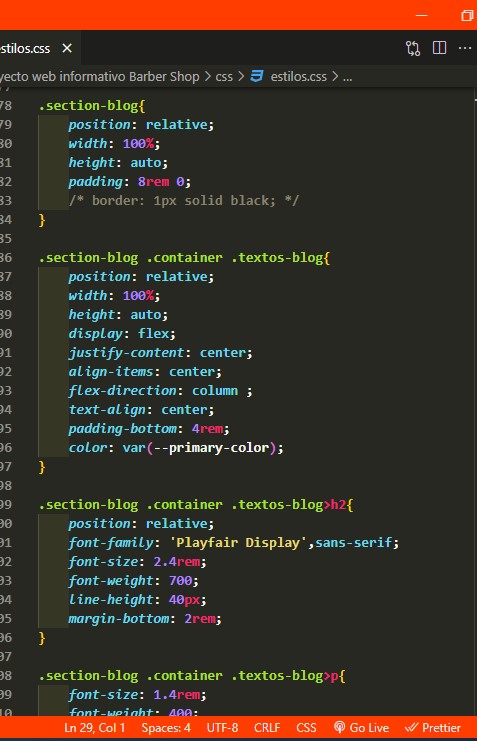 estilos.css
yecto web informativo Barber Shop > css > estilos.css > ...
78 .section-blog{
79 position: relative;
80 width: 100%;
81 height: auto;
82 padding: 8rem 0;
83 /* border: 1px solid black; */
84 }
85
86 .section-blog .container .textos-blog{
87 position: relative;
88 width: 100%;
89 height: auto;
90 display: flex;
91 justify-content: center;
92 align-items: center;
93 flex-direction: column ;
94 text-align: center;
95 padding-bottom: 4rem;
96 color: var(--primary-color);
97 }
98
99 .section-blog .container .textos-blog>h2{
00 position: relative;
01 font-family: 'Playfair Display',sans-serif;
02 font-size: 2.4rem;
03 font-weight: 700;
04 line-height: 40px;
05 margin-bottom: 2rem;
06 }
07
08 .section-blog .container .textos-blog>p{
09 font-size: 1.4rem;
10 font-weight: 400;
Ln 29, Col 1 Spaces: 4 UTF-8 CRLF CSS Go Live Prettier